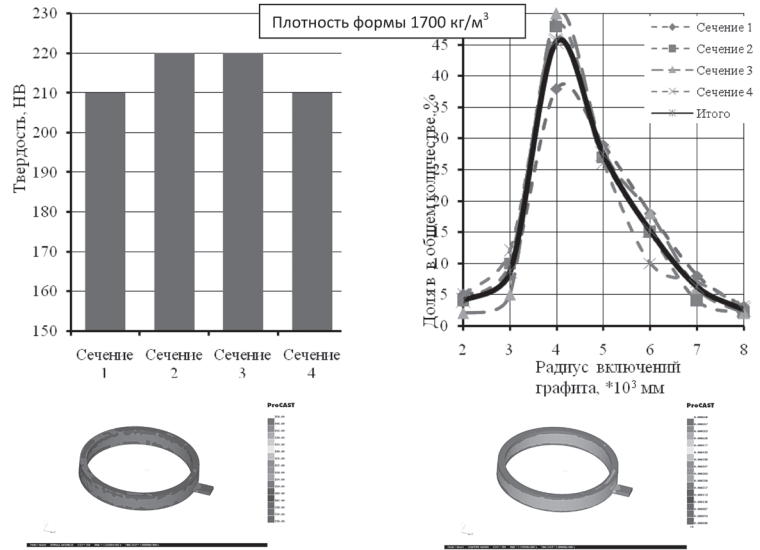 Плотность формы 1700 кг/м³
Твердость, НВ
230
220
210
200
190
180
170
160
150
Сечение 1
Сечение 2
Сечение 3
Сечение 4
Доля в в общем количестве,%
45
40
35
30
25
20
15
10
5
0
2 3 4 5 6 7 8
Радиус включений
графита, *10³ мм
Сечение 1
Сечение 2
Сечение 3
Сечение 4
Итого
ProCAST
ProCAST